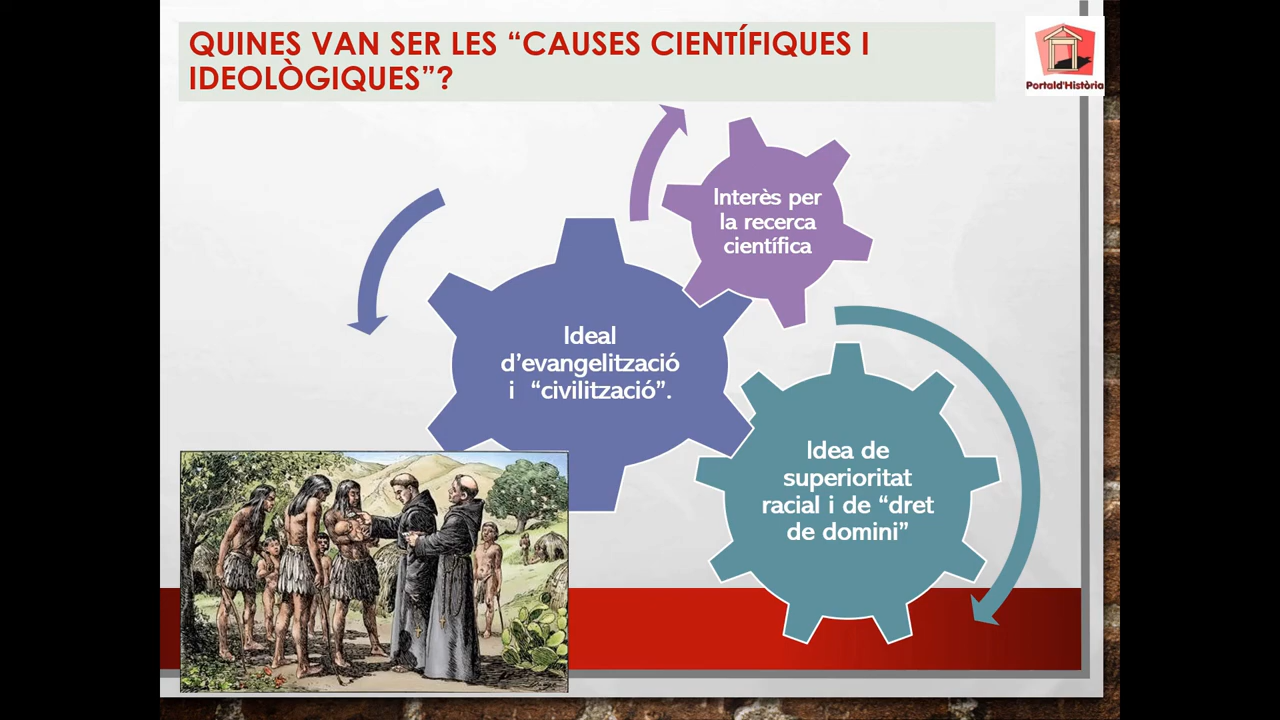 QUINES VAN SER LES “CAUSES CIENTÍFIQUES I
IDEOLÒGIQUES”?
Portald'Història
Interès per
la recerca
científica
Ideal
d’evangelització
i “civilització”.
Idea de
superioritat
racial i de “dret
de domini”